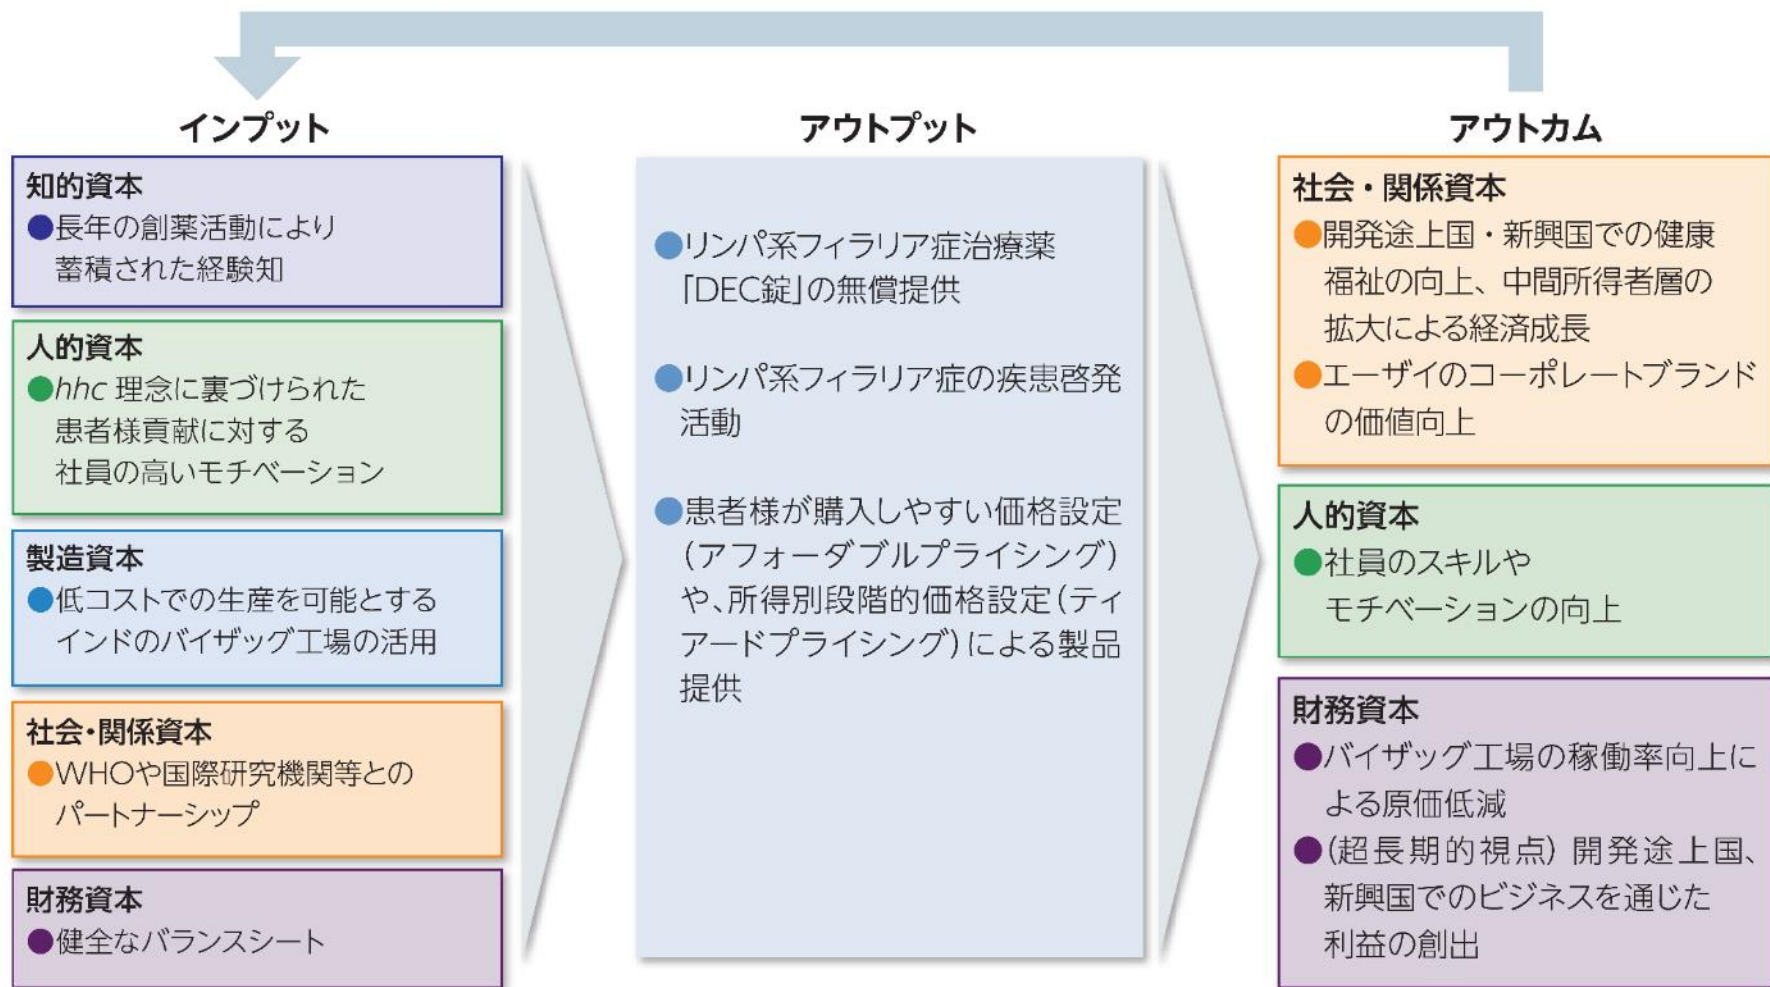 インプット
知的資本
●長年の創薬活動により
蓄積された経験知
人的資本
●hhc 理念に裏づけられた
患者様貢献に対する
社員の高いモチベーション
製造資本
●低コストでの生産を可能とする
インドのバイザッグ工場の活用
社会・関係資本
●WHOや国際研究機関等との
パートナーシップ
財務資本
●健全なバランスシート
アウトプット
●リンパ系フィラリア症治療薬
「DEC錠」の無償提供
●リンパ系フィラリア症の疾患啓発
活動
●患者様が購入しやすい価格設定
(アフォーダブルプライシング)
や、所得別段階的価格設定(ティ
アードプライシング)による製品
提供
アウトカム
社会・関係資本
●開発途上国・新興国での健康
福祉の向上、中間所得者層の
拡大による経済成長
●エーザイのコーポレートブランド
の価値向上
人的資本
●社員のスキルや
モチベーションの向上
財務資本
●バイザッグ工場の稼働率向上に
よる原価低減
●(超長期的視点) 開発途上国、
新興国でのビジネスを通じた
利益の創出